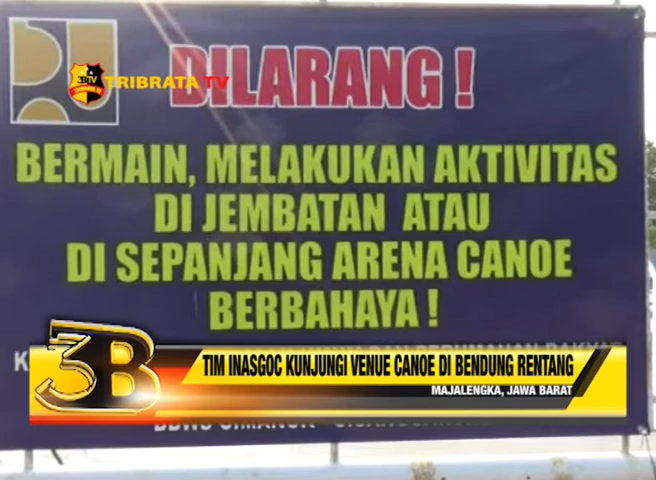 3BTV
TRIBRATA TV
DILARANG !
BERMAIN, MELAKUKAN AKTIVITAS
DI JEMBATAN ATAU
DI SEPANJANG ARENA CANOE
BERBAHAYA !
3B
TIM INASGOC KUNJUNGI VENUE CANOE DI BENDUNG RENTANG
MAJALENGKA, JAWA BARAT